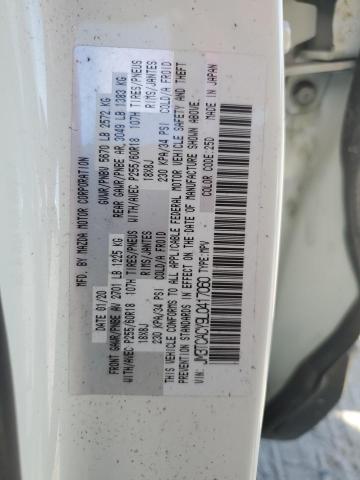 MFD. BY MAZDA MOTOR CORPORATION
01/20 GVWR/PNBV 5670 LB 2572 KG
FRONT GAWR/PNBE AV 2701 LB 1225 KG REAR GAWR/PNBE AR 3049 LB 1383 KG
WITH/AVEC P255/60R18 107H TIRES/PNEUS WITH/AVEC P255/60R18 107H TIRES/PNEUS
18X8J RIMS/JANTES 18X8J RIMS/JANTES
230 KPA/34 PSI COLD/A FROID 230 KPA/34 PSI COLD/A FROID
THIS VEHICLE CONFORMS TO ALL APPLICABLE FEDERAL MOTOR VEHICLE SAFETY AND THEFT
PREVENTION STANDARDS IN EFFECT ON THE DATE OF MANUFACTURE SHOWN ABOVE.
MADE IN JAPAN
VIN: JM3TCACY9L0417060 TYPE: MPV COLOR CODE: 25D